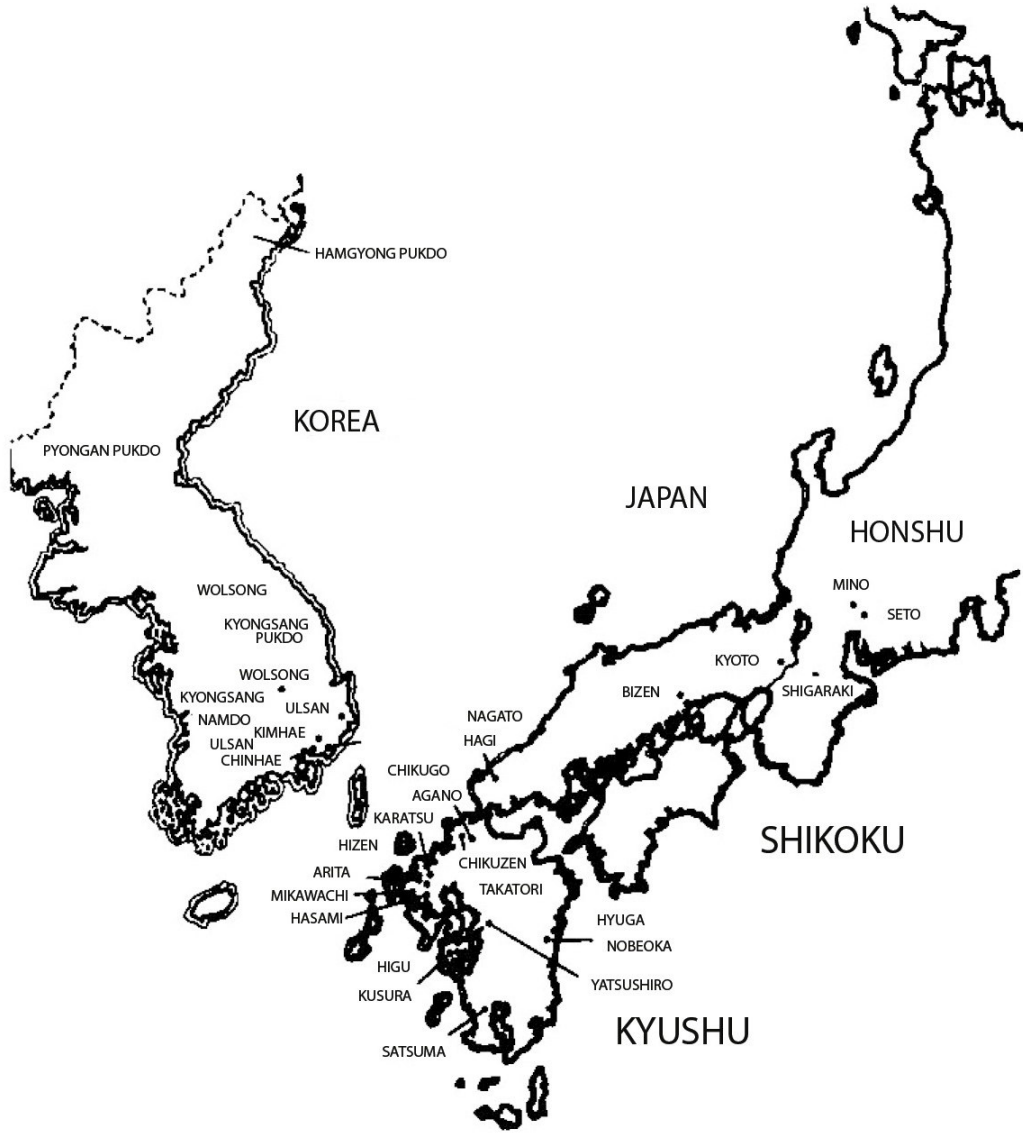 HAMGYONG PUKDO
KOREA
PYONGAN PUKDO
JAPAN
HONSHU
WOLSONG
MINO
SETO
KYONGSANG
PUKDO
KYOTO
WOLSONG
SHIGARAKI
KYONGSANG
BIZEN
ULSAN
NAGATO
NAMDO
KIMHAE
ULSAN
HAGI
CHINHAE
CHIKUGO
AGANO
KARATSU
SHIKOKU
HIZEN
CHIKUZEN
ARITA
TAKATORI
MIKAWACHI
HASAMI
HYUGA
NOBEOKA
HIGU
YATSUSHIRO
KUSURA
KYUSHU
SATSUMA